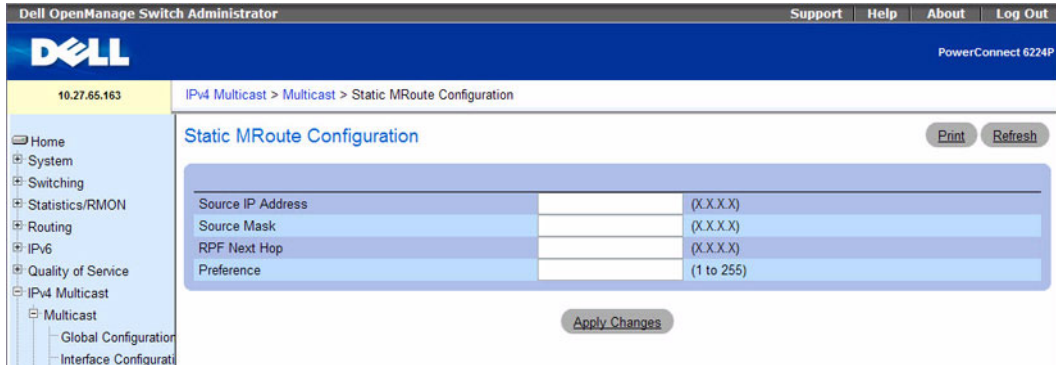 Dell OpenManage Switch Administrator
Support Help About Log Out
DELL
PowerConnect 6224P
10.27.65.163
IPv4 Multicast > Multicast > Static MRoute Configuration
Home
System
Switching
Statistics/RMON
Routing
IPv6
Quality of Service
IPv4 Multicast
Multicast
Global Configuration
Interface Configurati
Static MRoute Configuration
Print Refresh
Source IP Address (X.X.X.X)
Source Mask (X.X.X.X)
RPF Next Hop (X.X.X.X)
Preference (1 to 255)
Apply Changes